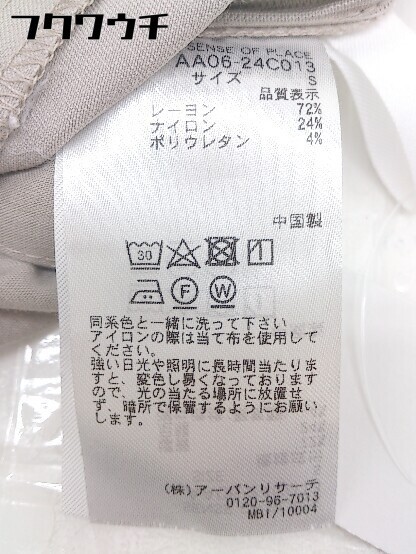 フクワウチ
SENSE OF PLACE
AA06-24C013
サイズ S
品質表示
レーヨン 72%
ナイロン 24%
ポリウレタン 4%
中国製
30
F W
同系色と一緒に洗って下さい
アイロンの際は当て布を使用して
ください。
強い日光や照明に長時間当たりま
すと、変色し易くなっております
ので、光の当たる場所に放置せ
ず、暗所で保管するようにお願い
します。
(株)アーバンリサーチ
0120-96-7013
MBI/10004